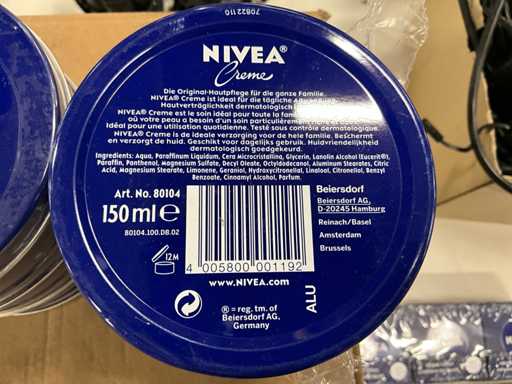 70822110
NIVEA®
Creme
Die Original-Hautpflege für die ganze Familie.
NIVEA® Creme ist ideal für die tägliche
Hautverträglichkeit dermatologisch
NIVEA® Creme est un soin idéal pour toute la
où votre peau a besoin d'un soin particulièrement
Idéal pour une utilisation quotidienne. Testé sous contrôle dermatologique.
NIVEA® Creme is de ideale verzorging voor de hele familie. Beschermt
en verzorgt de huid. Geschikt voor dagelijks gebruik. Huidvriendelijkheid
dermatologisch goedgekeurd.
Ingredients: Aqua, Paraffinum Liquidum, Cera Microcristallina, Glycerin, Lanolin Alcohol (Eucerit®),
Paraffin, Panthenol, Magnesium Sulfate, Decyl Oleate, Octyldodecanol, Aluminum Stearates, Citric
Acid, Magnesium Stearate, Limonene, Geraniol, Hydroxycitronellal, Linalool, Citronellol, Benzyl
Benzoate, Cinnamyl Alcohol, Parfum.
Art. No. 80104
150 ml e
80104.100.DB.02
12M
4 005800 001192
www.NIVEA.com
® = reg. tm. of
Beiersdorf AG,
Germany
ALU
Beiersdorf
Beiersdorf AG,
D-20245 Hamburg
Reinach/Basel
Amsterdam
Brussels